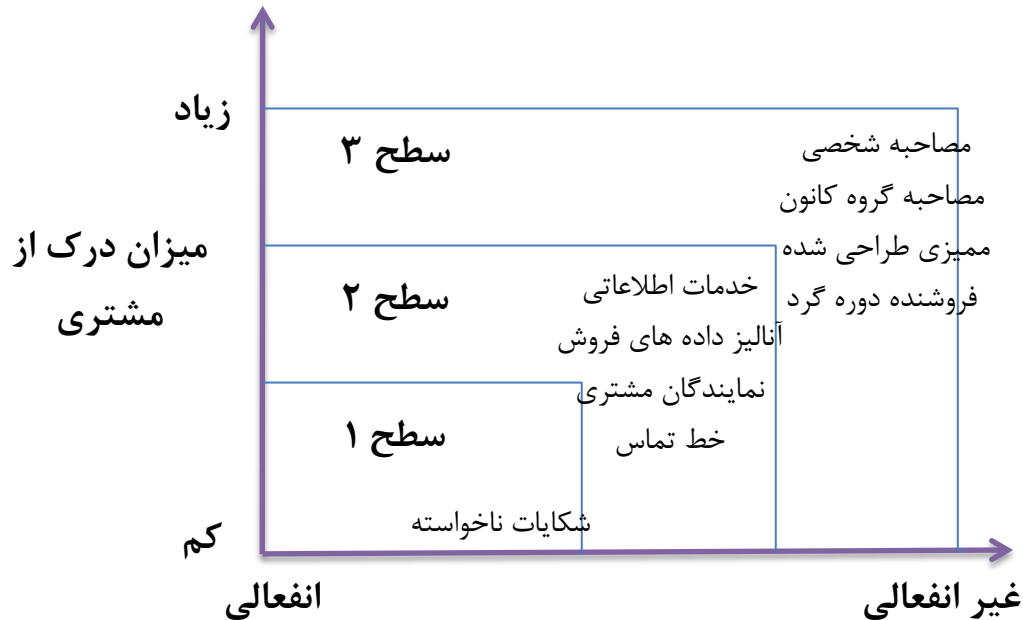 زیاد
سطح ۳
مصاحبه شخصی
مصاحبه گروه کانون
میزان درک از
مشتری
ممیزی طراحی شده
فروشنده دوره گرد
سطح ۲
خدمات اطلاعاتی
آنالیز داده های فروش
نمایندگان مشتری
خط تماس
سطح ۱
شکایات ناخواسته
کم
انفعالی
غیر انفعالی